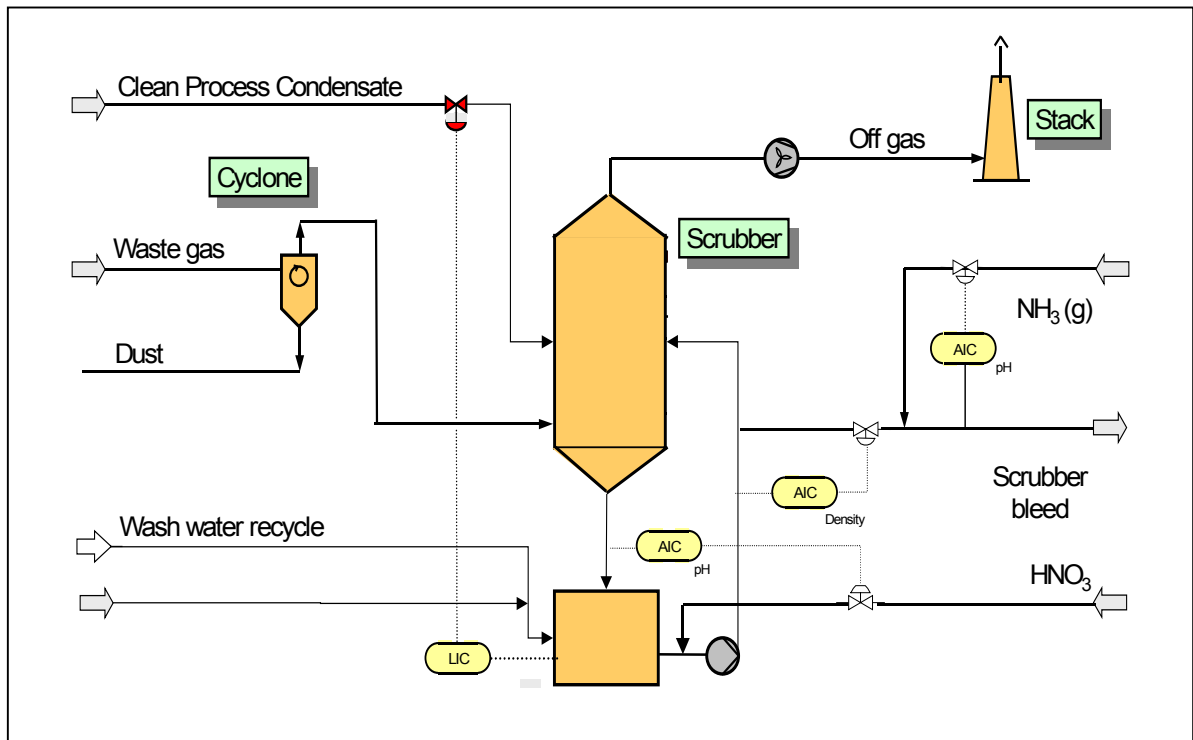 Clean Process Condensate
Stack
Off gas
Cyclone
Scrubber
Waste gas
NH₃ (g)
AIC
pH
Dust
Scrubber
bleed
AIC
Density
Wash water recycle
AIC
pH
HNO₃
LIC